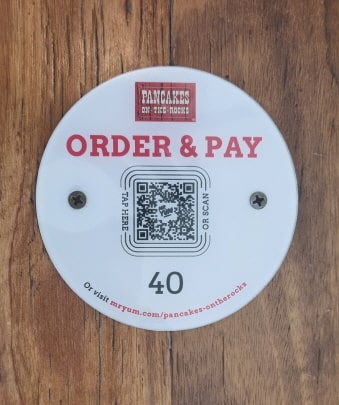 PANCAKES
ON THE ROCKS
ORDER & PAY
TAP HERE
OR SCAN
40
Or visit mryum.com/pancakes-ontherocks